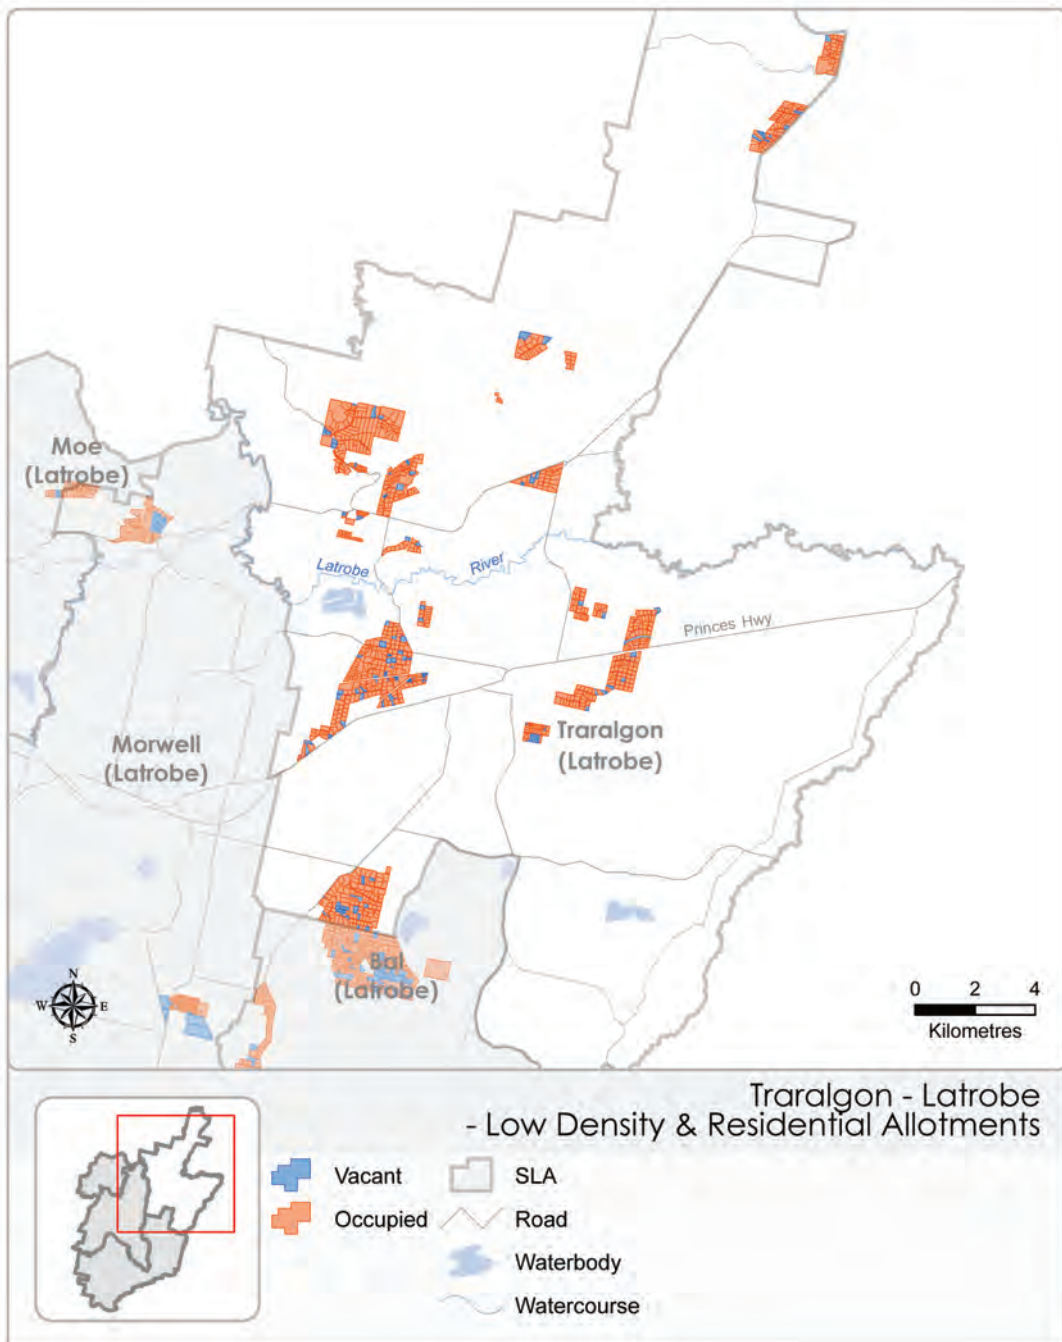 Moe
(Latrobe)
Latrobe
River
Princes Hwy
Traralgon
(Latrobe)
Morwell
(Latrobe)
Bal
(Latrobe)
N
W
E
S
0 2 4
Kilometres
Traralgon - Latrobe
- Low Density & Residential Allotments
Vacant
SLA
Occupied
Road
Waterbody
Watercourse